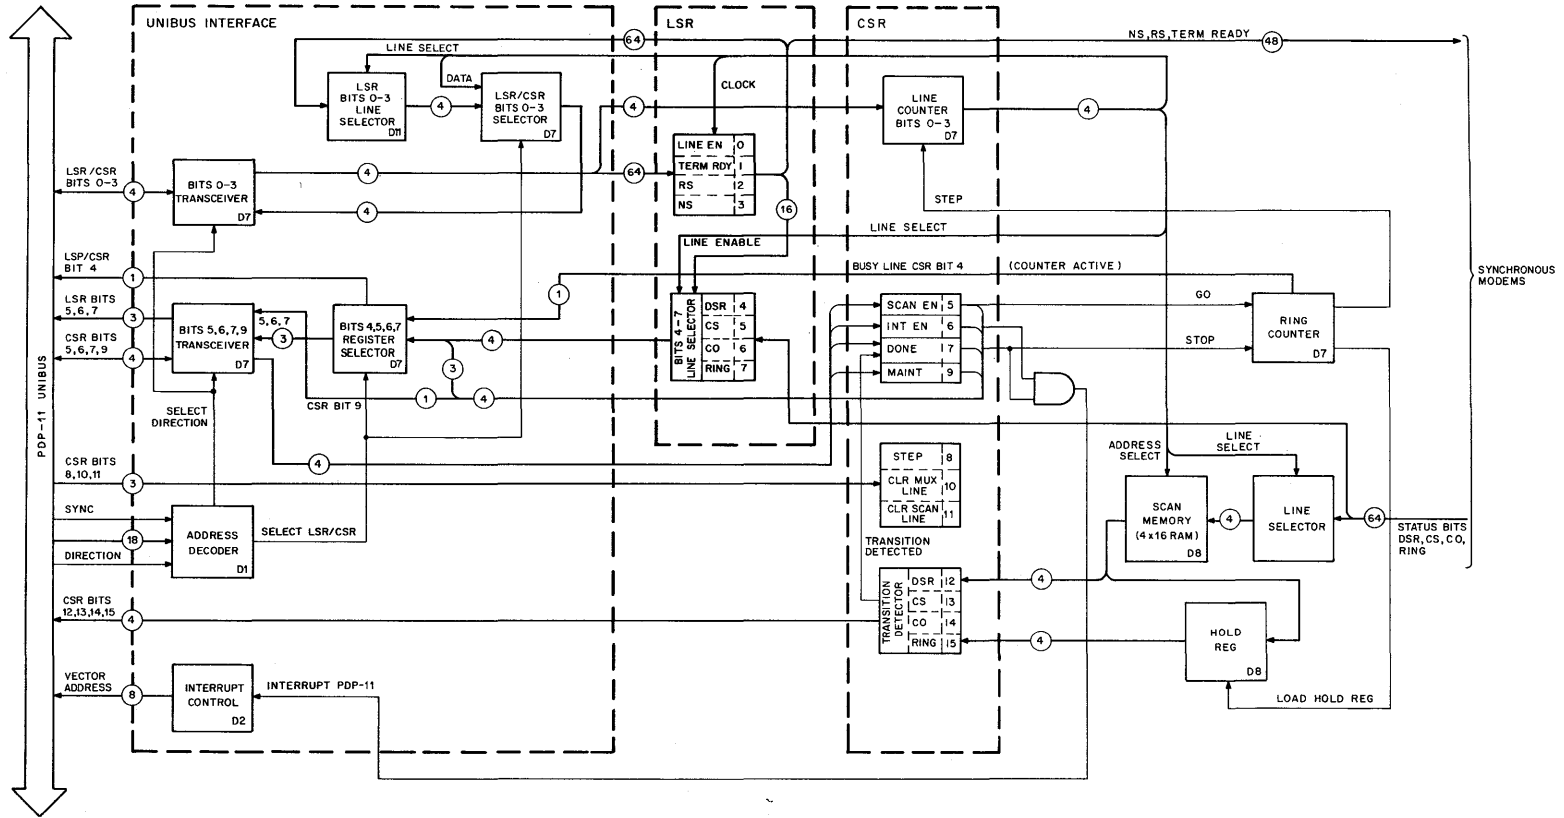 UNIBUS INTERFACE
LSR
CSR
64
NS,RS,TERM READY
48
LINE SELECT
DATA
CLOCK
LSR
BITS 0-3
LINE
SELECTOR
D11
4
LSR/CSR
BITS 0-3
SELECTOR
D7
4
LINE
COUNTER
BITS 0-3
D7
4
LINE EN 0
TERM RDY 1
RS 2
NS 3
LSR/CSR
BITS 0-3
4
BITS 0-3
TRANSCEIVER
D7
4
64
4
16
STEP
LINE SELECT
LINE ENABLE
LSP/CSR
BIT 4
1
BUSY LINE CSR BIT 4
(COUNTER ACTIVE)
SYNCHRONOUS
MODEMS
1
LSR BITS
5,6,7
3
CSR BITS
5,6,7,9
4
BITS 5,6,7,9
TRANSCEIVER
D7
5,6,7
3
BITS 4,5,6,7
REGISTER
SELECTOR
D7
4
3
BITS 4-7
LINE SELECTOR
DSR 4
CS 5
CO 6
RING 7
SCAN EN 5
INT EN 6
DONE 7
MAINT 9
GO
STOP
RING
COUNTER
D7
SELECT
DIRECTION
CSR BIT 9
1
4
PDP-11 UNIBUS
4
CSR BITS
8,10,11
3
STEP 8
CLR MUX
LINE 10
CLR SCAN
LINE 11
ADDRESS
SELECT
LINE
SELECT
SYNC
18
DIRECTION
ADDRESS
DECODER
D1
SELECT LSR/CSR
SCAN
MEMORY
(4x16 RAM)
D8
4
LINE
SELECTOR
64
STATUS BITS
DSR,CS,CO,
RING
TRANSITION
DETECTED
CSR BITS
12,13,14,15
4
TRANSITION
DETECTOR
DSR 12
CS 13
CO 14
RING 15
4
4
HOLD
REG
D8
VECTOR
ADDRESS
8
INTERRUPT
CONTROL
D2
INTERRUPT PDP-11
LOAD HOLD REG